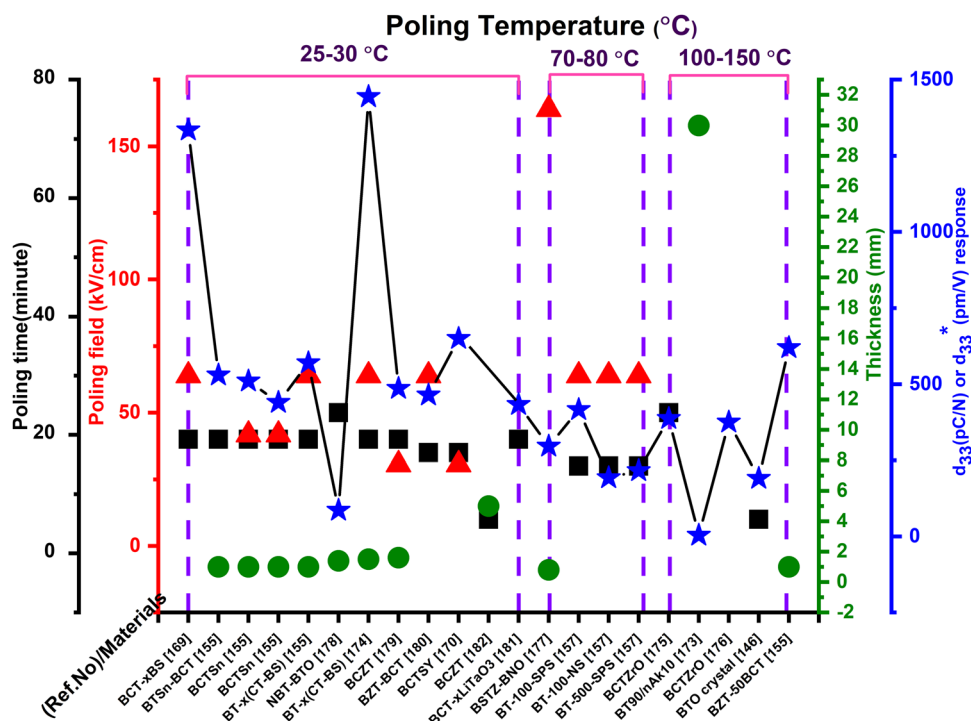 Poling Temperature (°C)
25-30 °C
70-80 °C
100-150 °C
Poling time(minute)
80
60
40
20
0
Poling field (kV/cm)
150
100
50
0
Thickness (mm)
32
30
28
26
24
22
20
18
16
14
12
10
8
6
4
2
0
-2
d33(pC/N) or d33* (pm/V) response
1500
1000
500
0
(Ref.No)/Materials
BCT-xBS [169]
BTSn-BCT [155]
BCTSn [155]
BCTSn [155]
BT-x(CT-BS) [155]
NBT-BTO [178]
BT-x(CT-BS) [174]
BCZT [179]
BZT-BCT [180]
BCTSY [170]
BCZT [182]
BCT-xLiTaO3 [181]
BSTZ-BNO [177]
BT-100-SPS [157]
BT-100-NS [157]
BT-500-SPS [157]
BCTZrO [175]
BT90/nAk10 [173]
BCTZrO [176]
BTO crystal [146]
BZT-50BCT [155]